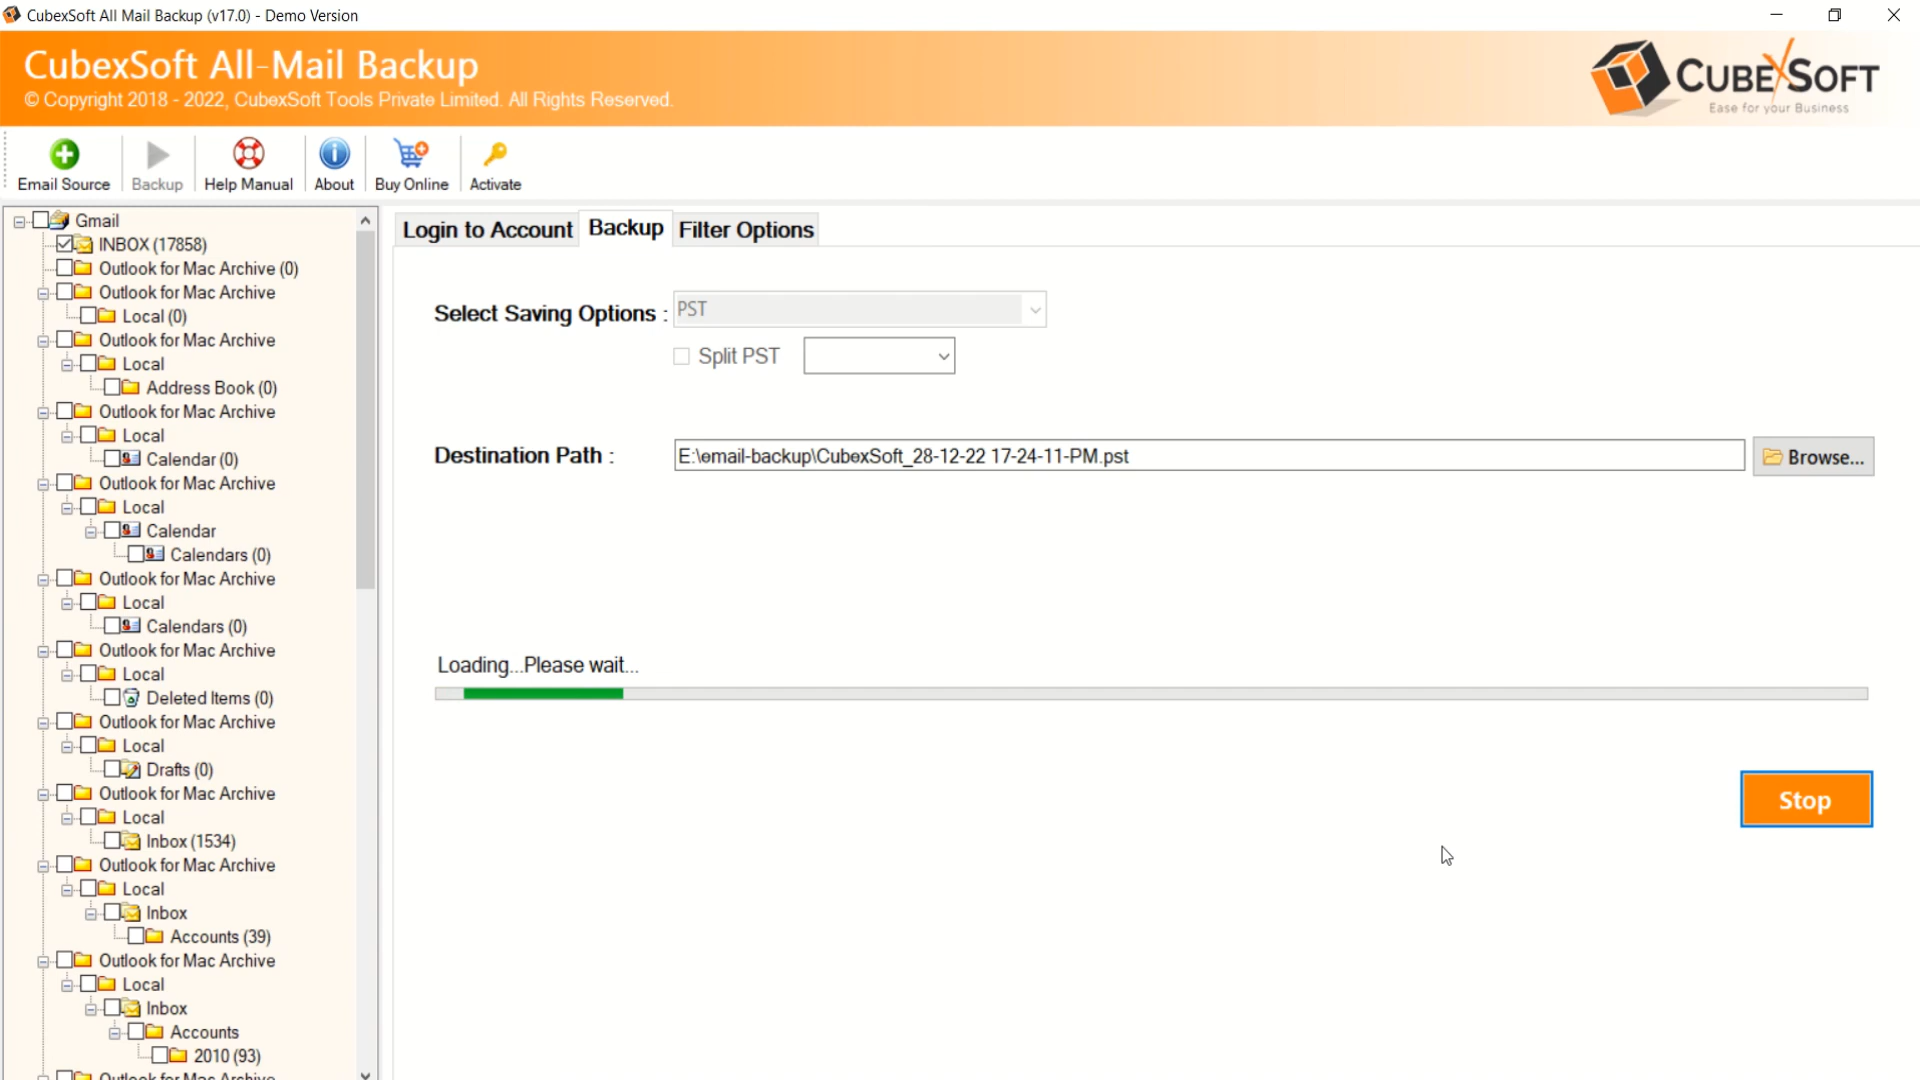 CubexSoft All Mail Backup (v17.0) - Demo Version
CubexSoft All-Mail Backup
© Copyright 2018 - 2022, CubexSoft Tools Private Limited. All Rights Reserved.
CUBEXSOFT
Ease for your Business
Email Source
Backup
Help Manual
About
Buy Online
Activate
Gmail
INBOX (17858)
Outlook for Mac Archive (0)
Outlook for Mac Archive
Local (0)
Outlook for Mac Archive
Local
Address Book (0)
Outlook for Mac Archive
Local
Calendar (0)
Outlook for Mac Archive
Local
Calendar
Calendars (0)
Outlook for Mac Archive
Local
Calendars (0)
Outlook for Mac Archive
Local
Deleted Items (0)
Outlook for Mac Archive
Local
Drafts (0)
Outlook for Mac Archive
Local
Inbox (1534)
Outlook for Mac Archive
Local
Inbox
Accounts (39)
Outlook for Mac Archive
Local
Inbox
Accounts
2010 (93)
Outlook for Mac Archive
Login to Account Backup Filter Options
Select Saving Options : PST
Split PST
Destination Path : E:\email-backup\CubexSoft_28-12-22 17-24-11-PM.pst Browse...
Loading...Please wait...
Stop